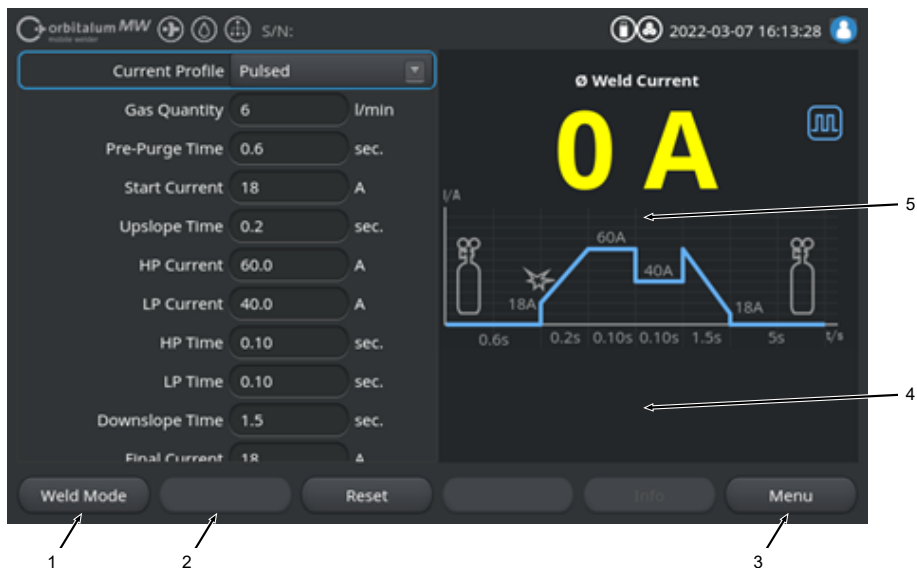 orbitalum MW S/N: 2022-03-07 16:13:28
mobile welder
Current Profile Pulsed
Gas Quantity 6 l/min
Pre-Purge Time 0.6 sec.
Start Current 18 A
Upslope Time 0.2 sec.
HP Current 60.0 A
LP Current 40.0 A
HP Time 0.10 sec.
LP Time 0.10 sec.
Downslope Time 1.5 sec.
Final Current 18 A
Ø Weld Current
0 A
I/A
60A
40A
18A
18A
0.6s 0.2s 0.10s 0.10s 1.5s 5s t/s
Weld Mode Reset Info Menu
5
4
1 2 3